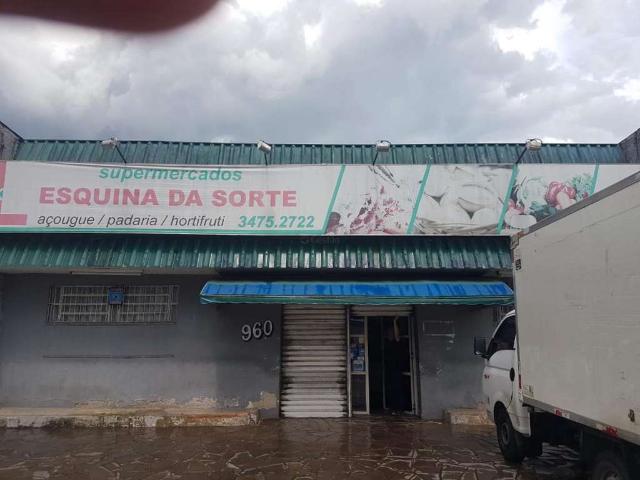 supermercados
ESQUINA DA SORTE
açougue / padaria / hortifruti 3475.2722
960